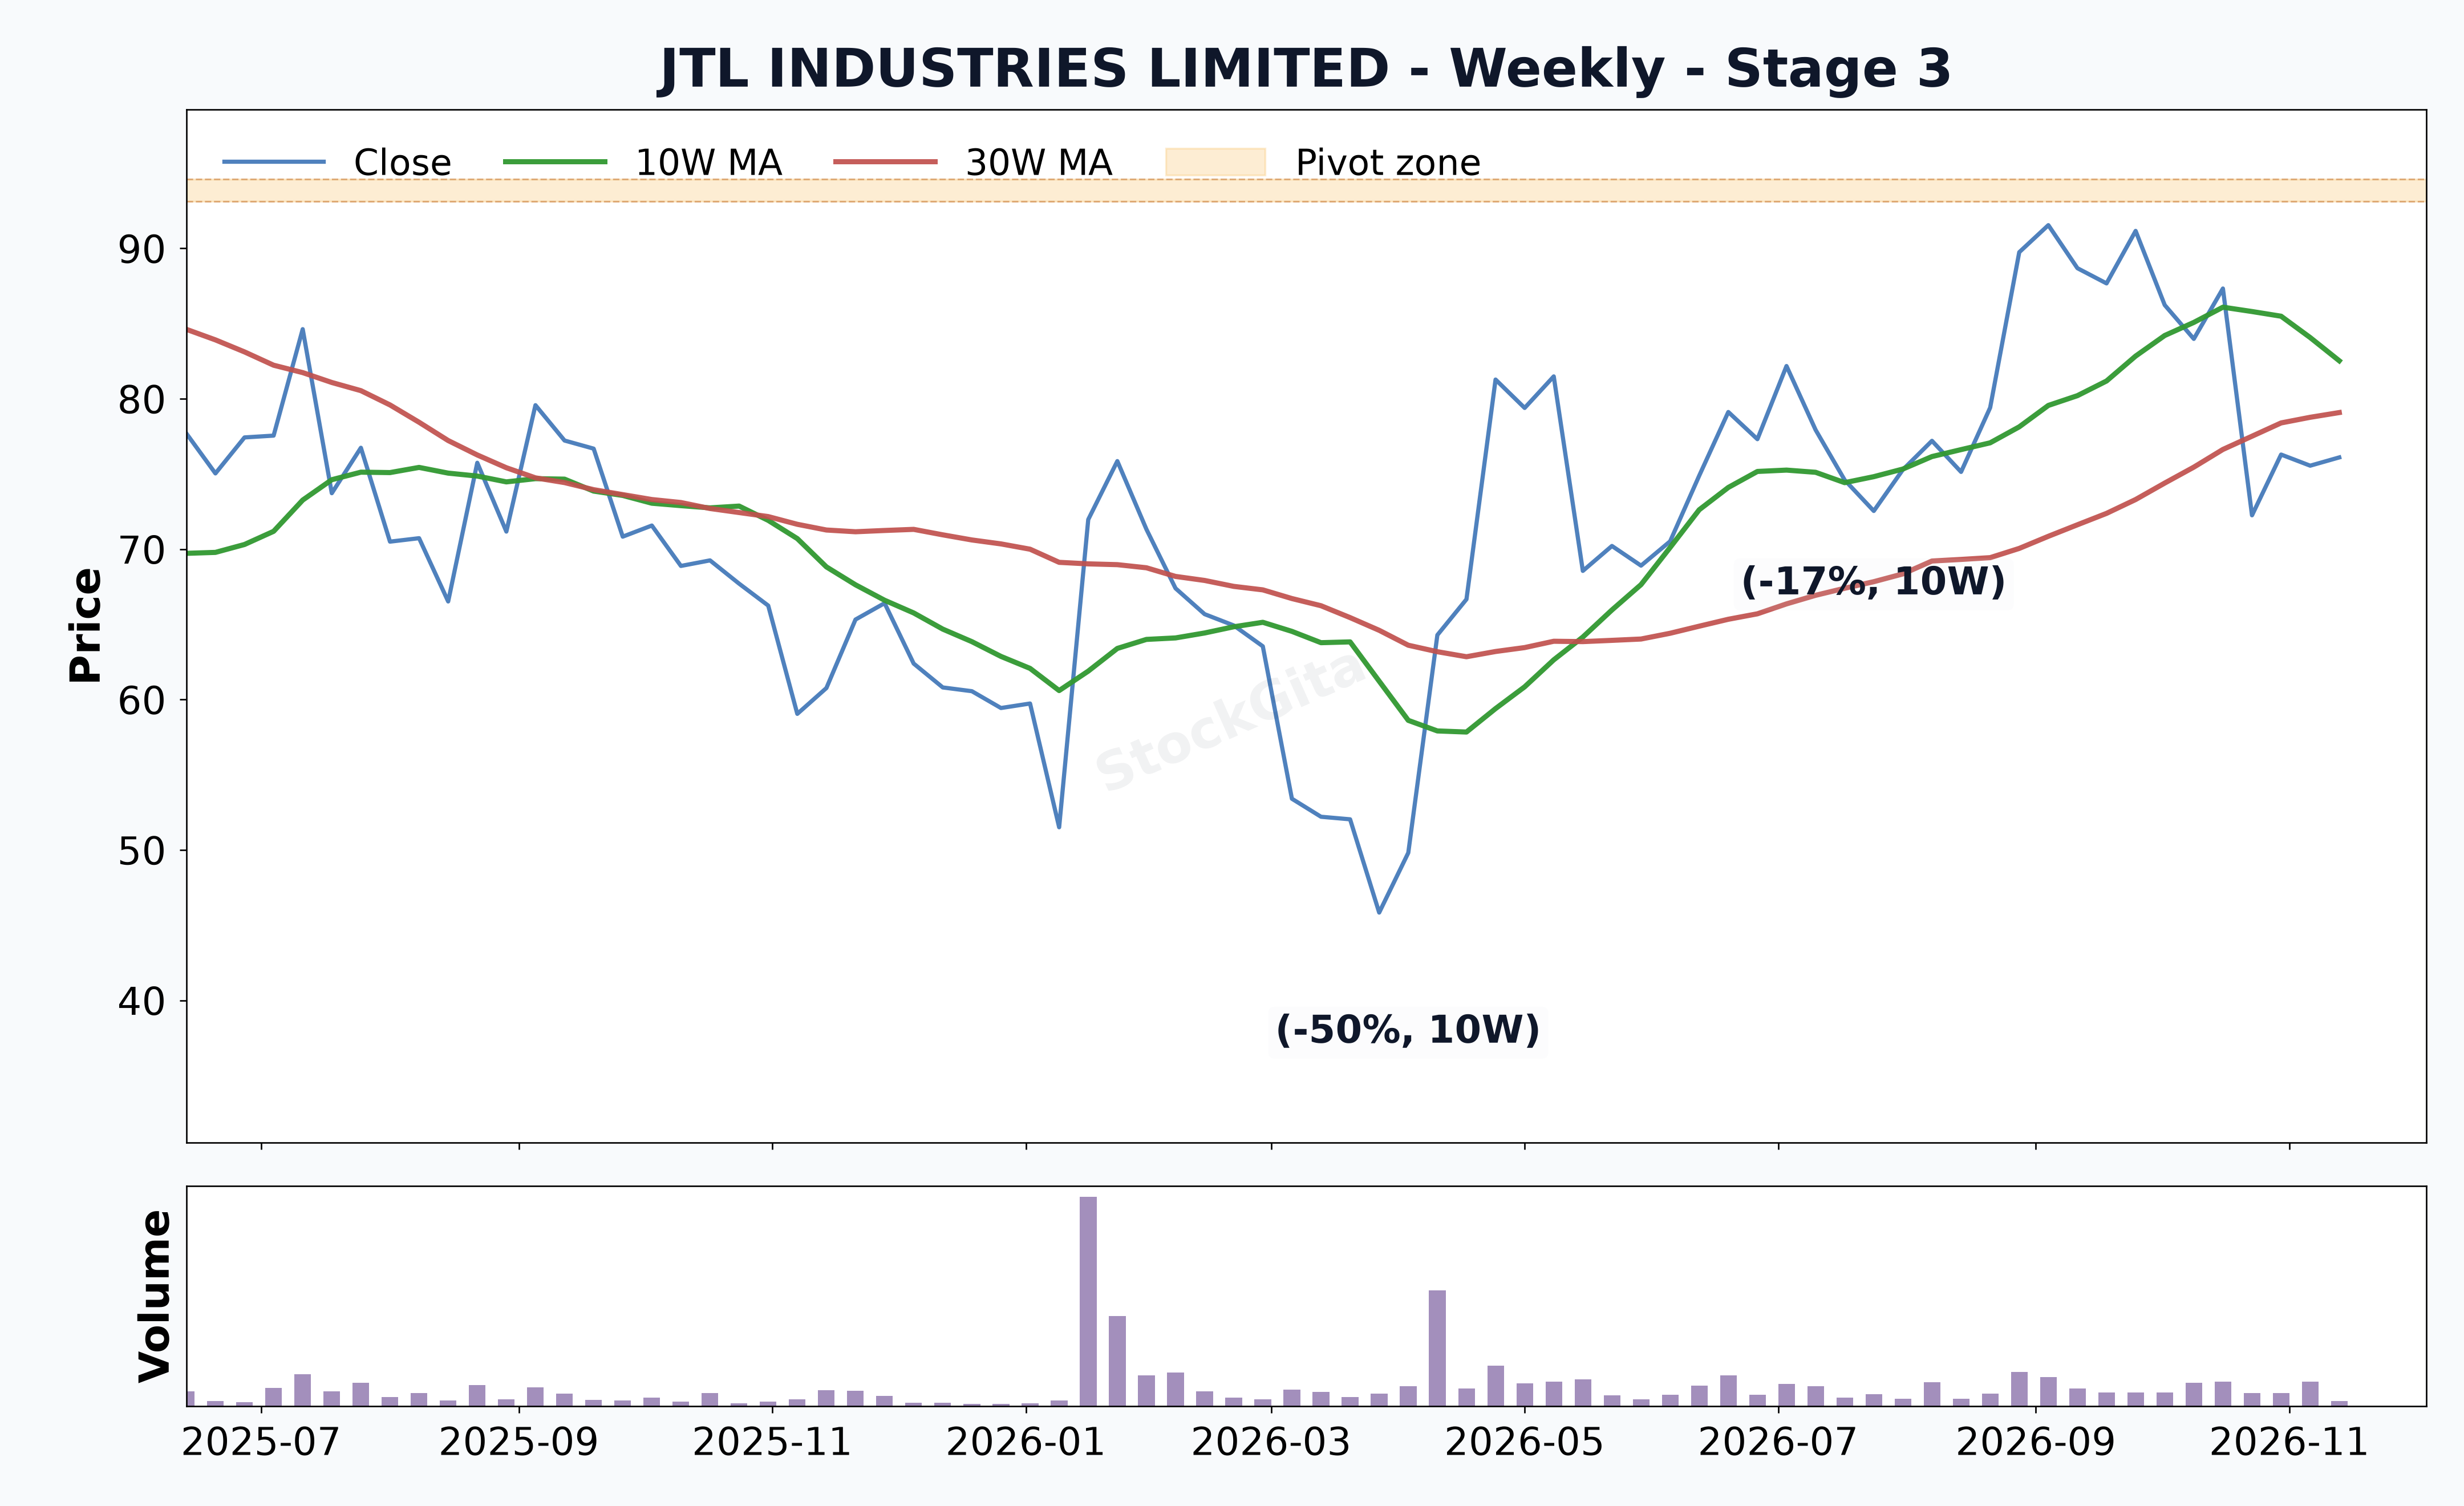 JTL INDUSTRIES LIMITED - Weekly - Stage 3
Close 10W MA 30W MA Pivot zone
90
80
70
60
50
40
Price
(-17%, 10W)
StockGita
(-50%, 10W)
Volume
2025-07 2025-09 2025-11 2026-01 2026-03 2026-05 2026-07 2026-09 2026-11